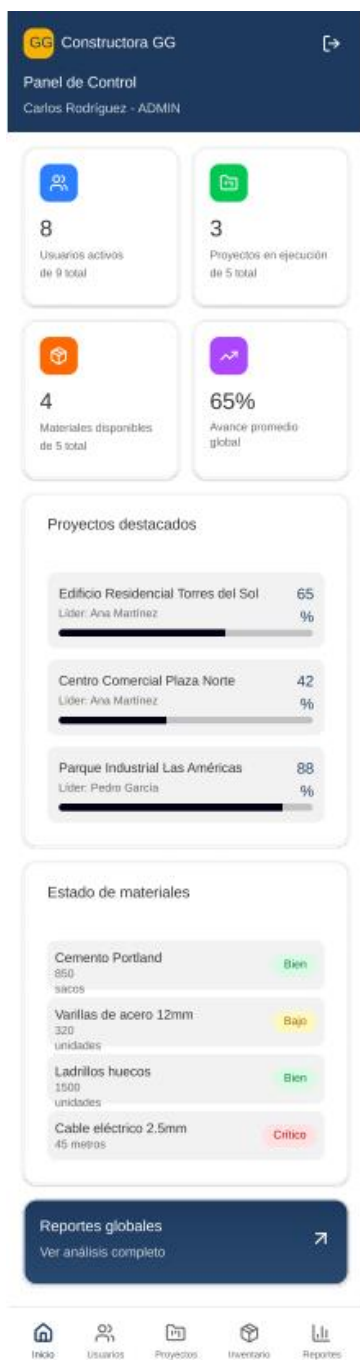 GG Constructora GG
Panel de Control
Carlos Rodríguez - ADMIN
8
Usuarios activos
de 9 total
3
Proyectos en ejecución
de 5 total
4
Materiales disponibles
de 5 total
65%
Avance promedio
global
Proyectos destacados
Edificio Residencial Torres del Sol
Líder: Ana Martínez
65
%
Centro Comercial Plaza Norte
Líder: Ana Martínez
42
%
Parque Industrial Las Américas
Líder: Pedro García
88
%
Estado de materiales
Cemento Portland
850
sacos
Bien
Varillas de acero 12mm
320
unidades
Bajo
Ladrillos huecos
1500
unidades
Bien
Cable eléctrico 2.5mm
45 metros
Crítico
Reportes globales
Ver análisis completo
Inicio
Usuarios
Proyectos
Inventario
Reportes